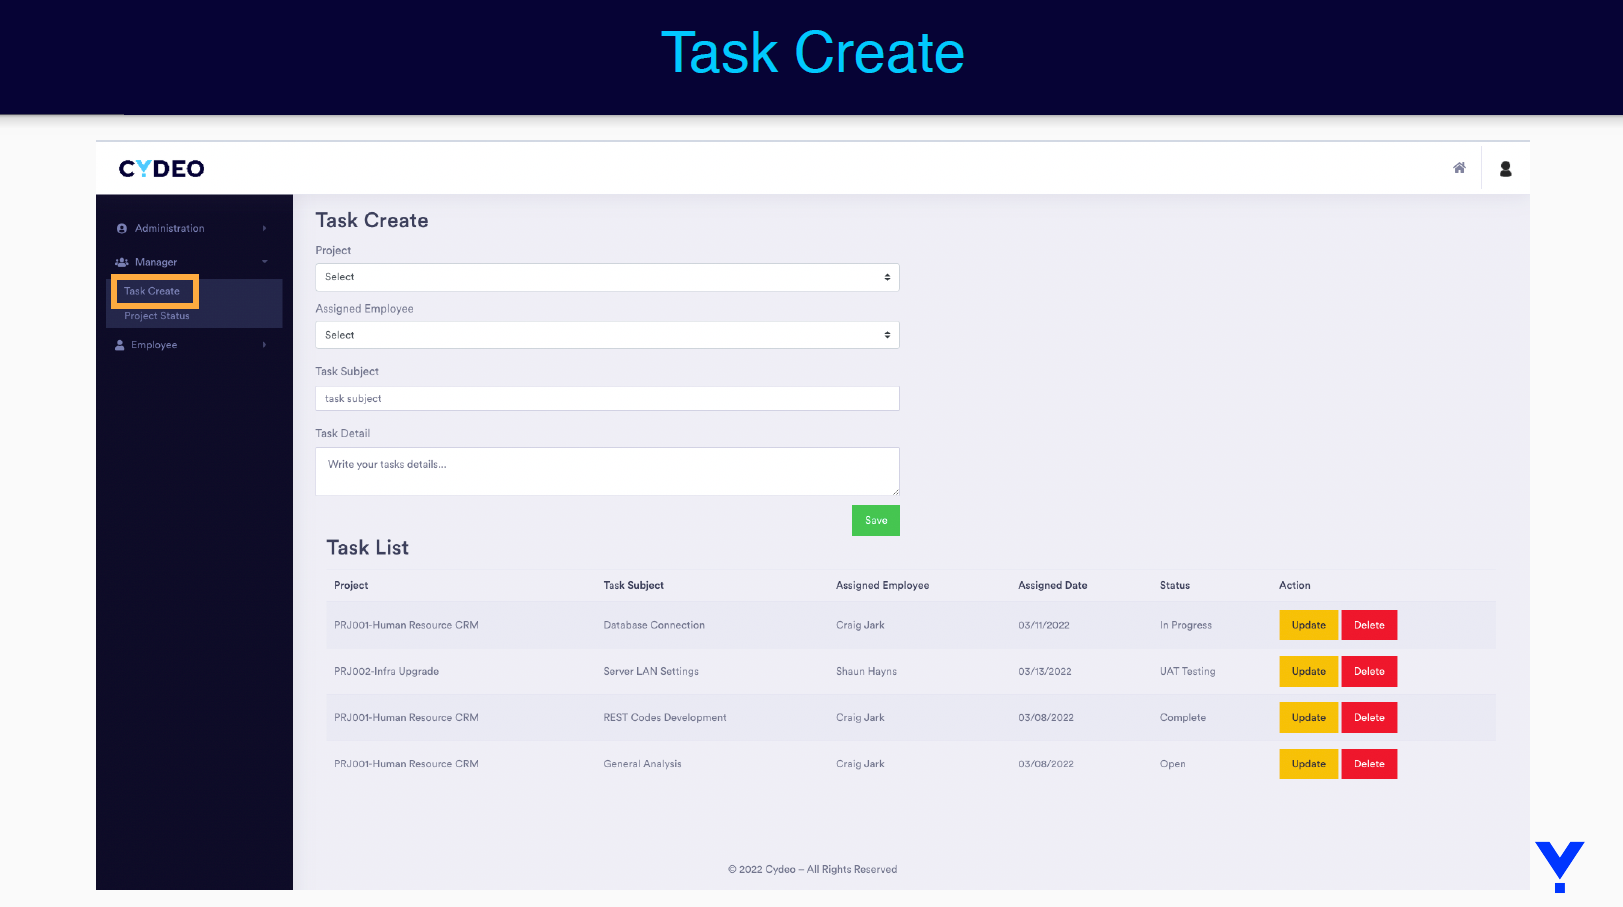 Task Create
CYDEO
Administration
Manager
Task Create
Project Status
Employee
Task Create
Project
Select
Assigned Employee
Select
Task Subject
task subject
Task Detail
Write your tasks details...
Save
Task List
Project Task Subject Assigned Employee Assigned Date Status Action
PRJ001-Human Resource CRM Database Connection Craig Jark 03/11/2022 In Progress Update Delete
PRJ002-Infra Upgrade Server LAN Settings Shaun Hayns 03/13/2022 UAT Testing Update Delete
PRJ001-Human Resource CRM REST Codes Development Craig Jark 03/08/2022 Complete Update Delete
PRJ001-Human Resource CRM General Analysis Craig Jark 03/08/2022 Open Update Delete
© 2022 Cydeo – All Rights Reserved